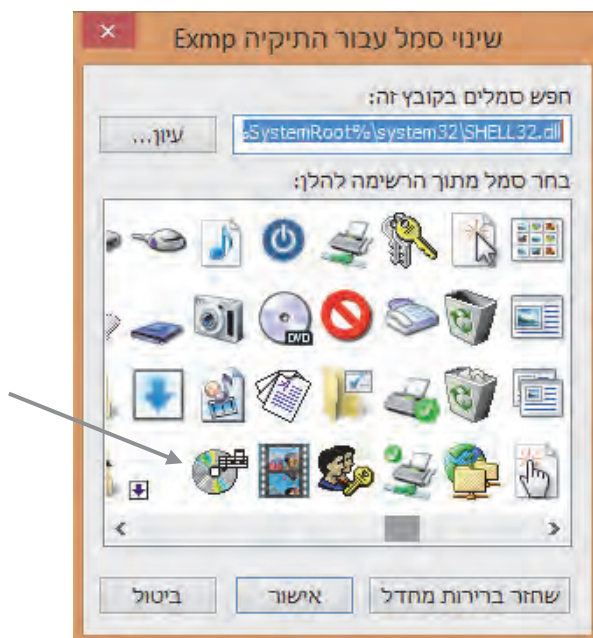 שינוי סמל עבור התיקיה Exmp
חפש סמלים בקובץ זה:
%SystemRoot%\system32\SHELL32.dll
עיון...
בחר סמל מתוך הרשימה להלן:
DVD
שחזר ברירות מחדל
אישור
ביטול